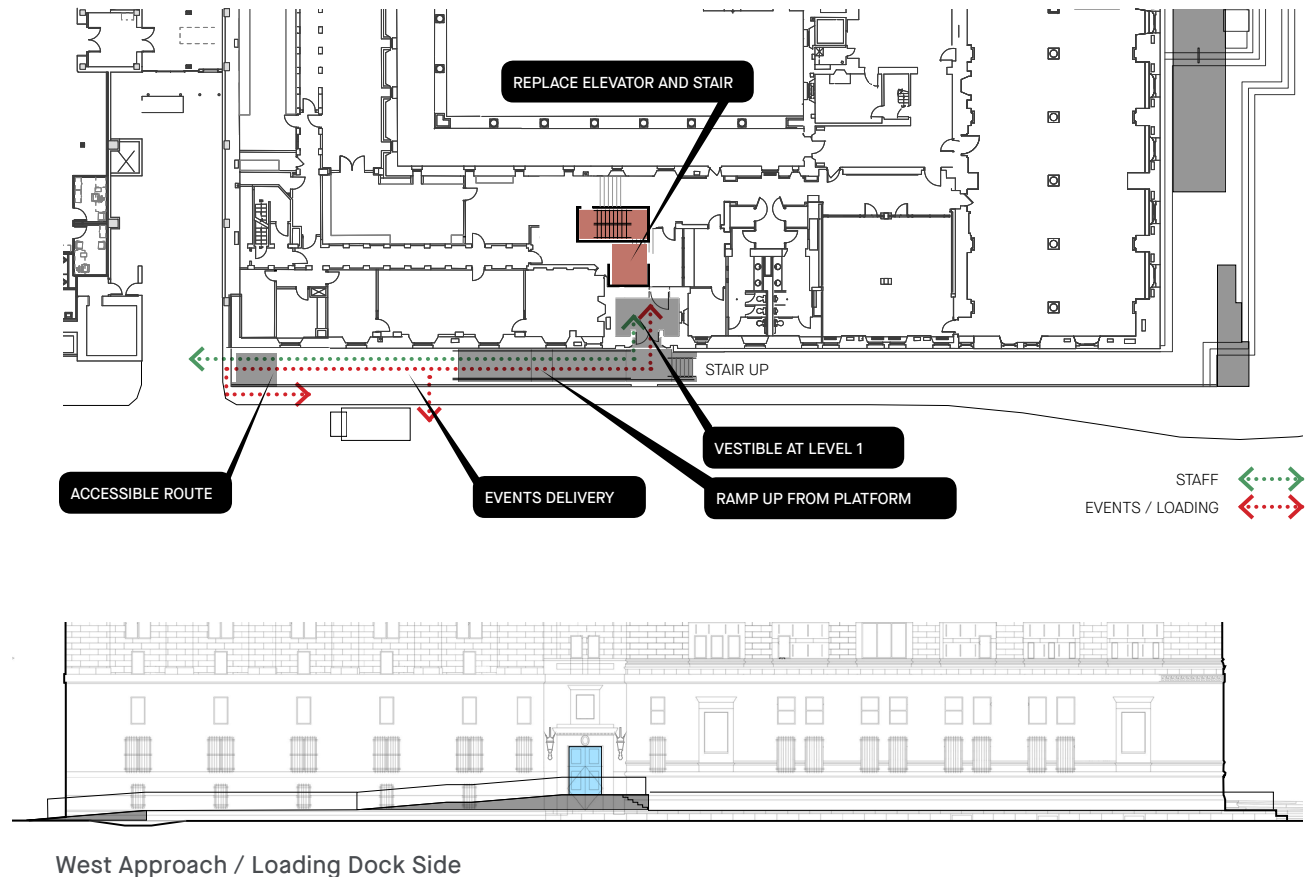 REPLACE ELEVATOR AND STAIR
STAIR UP
VESTIBLE AT LEVEL 1
ACCESSIBLE ROUTE
EVENTS DELIVERY
RAMP UP FROM PLATFORM
STAFF
EVENTS / LOADING
West Approach / Loading Dock Side